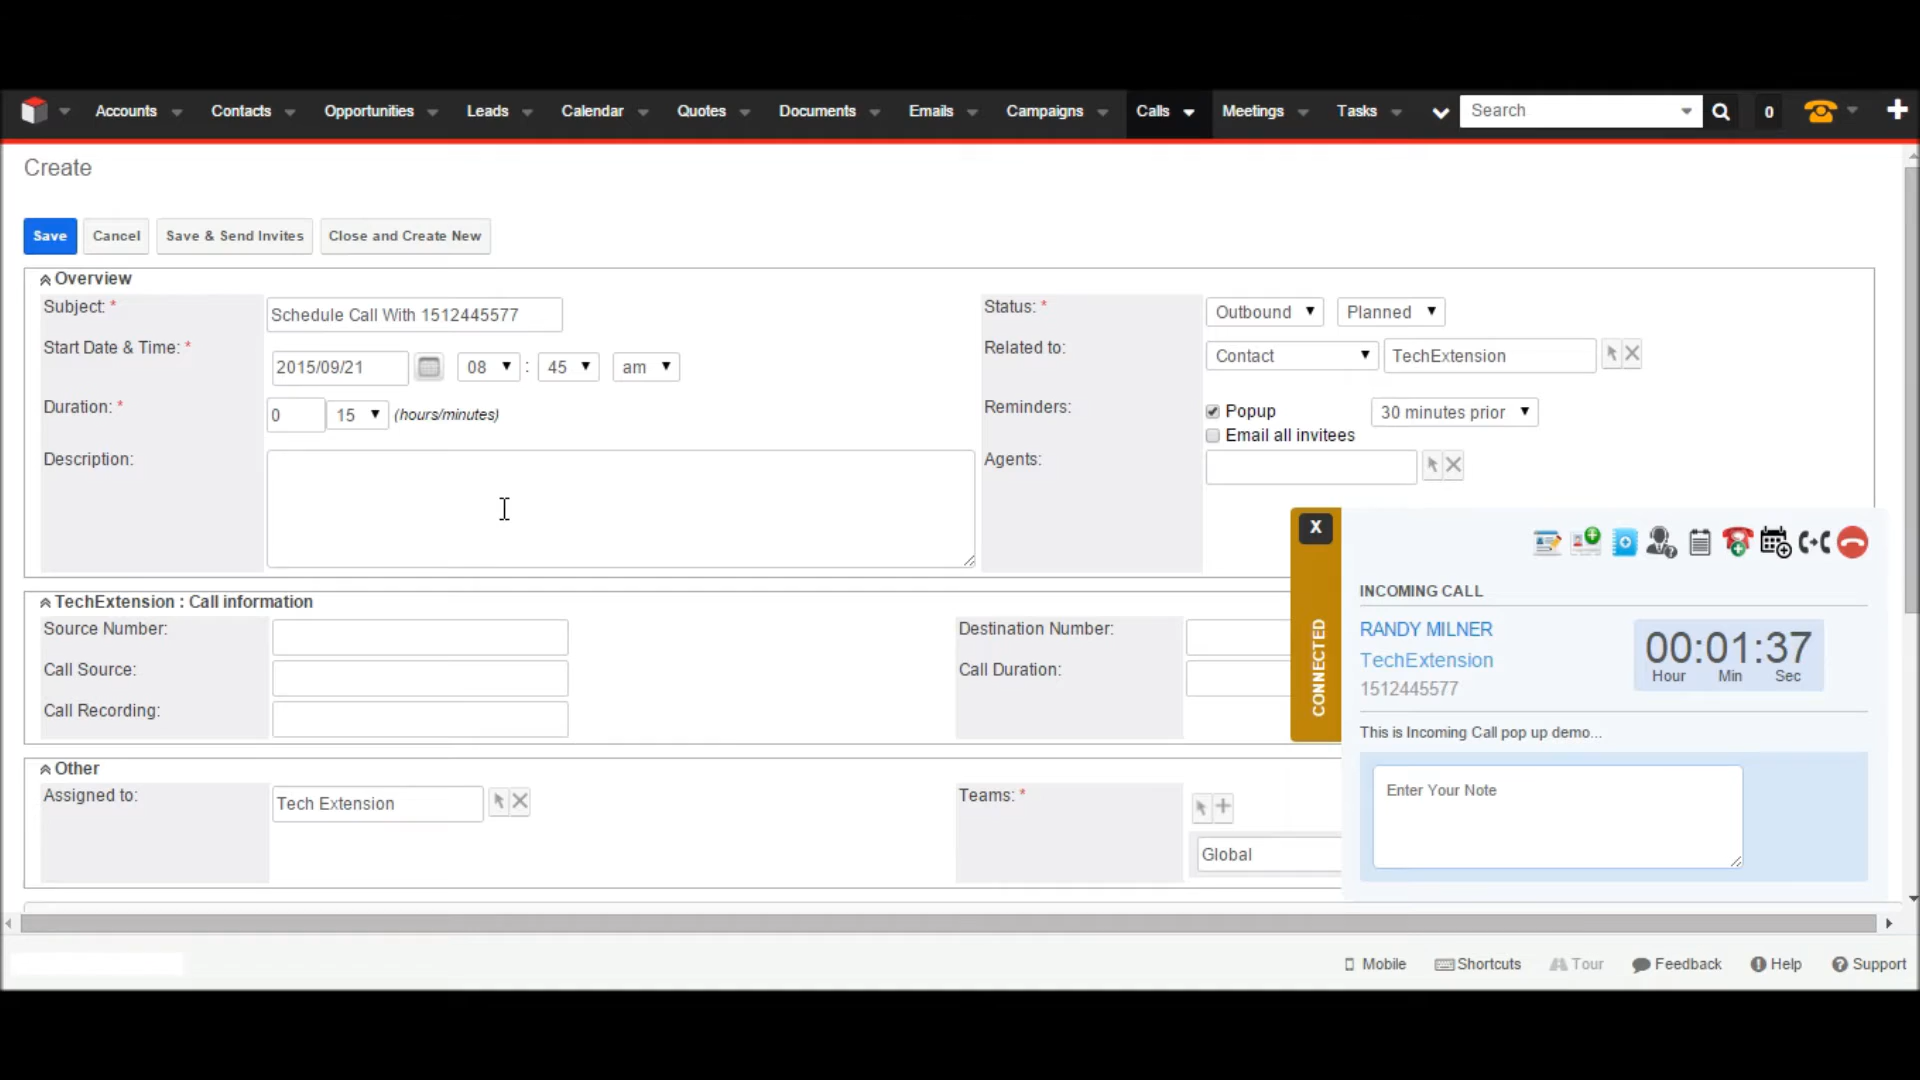 Accounts Contacts Opportunities Leads Calendar Quotes Documents Emails Campaigns Calls Meetings Tasks Search 0
Create
Save Cancel Save & Send Invites Close and Create New
Overview
Subject: * Schedule Call With 1512445577
Status: * Outbound Planned
Start Date & Time: * 2015/09/21 08 : 45 am
Related to: Contact TechExtension
Duration: * 0 15 (hours/minutes)
Reminders: Popup 30 minutes prior
Email all invitees
Description:
Agents:
TechExtension : Call information
Source Number:
Destination Number:
Call Source:
Call Duration:
Call Recording:
Other
Assigned to: Tech Extension
Teams: *
Global
X
CONNECTED
INCOMING CALL
RANDY MILNER
TechExtension
1512445577
00:01:37
Hour Min Sec
This is Incoming Call pop up demo...
Enter Your Note
Mobile Shortcuts Tour Feedback Help Support